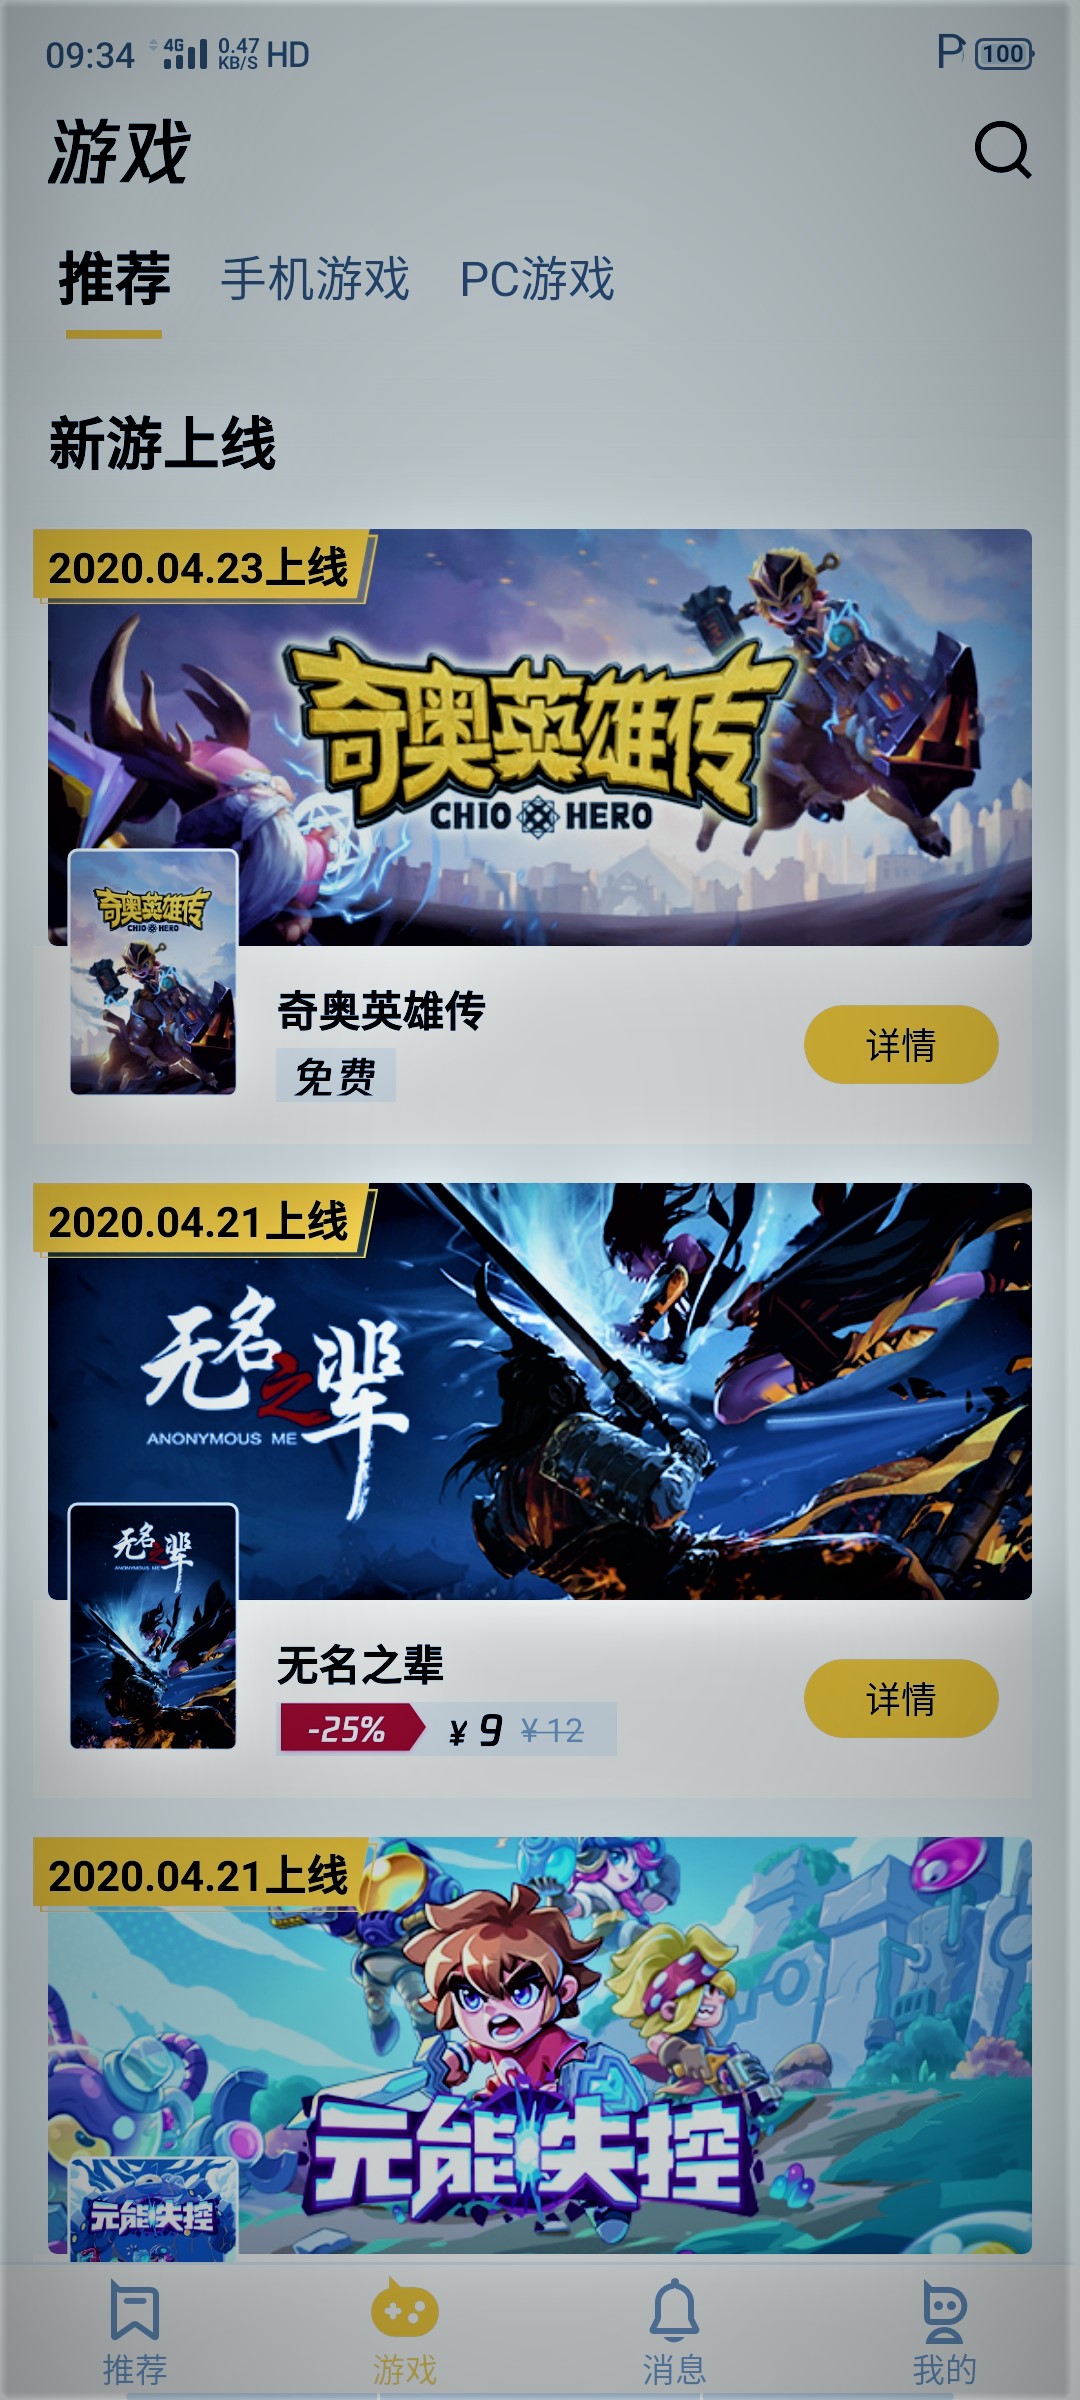 09:34 4G 0.47 KB/S HD 100
游戏
推荐 手机游戏 PC游戏
新游上线
2020.04.23上线
奇奥英雄传
CHIO HERO
奇奥英雄传
CHIO HERO
奇奥英雄传
免费
详情
2020.04.21上线
无名之辈
ANONYMOUS ME
无名之辈
ANONYMOUS ME
无名之辈
-25% ¥ 9 ¥ 12
详情
2020.04.21上线
元能失控
元能失控
推荐 游戏 消息 我的